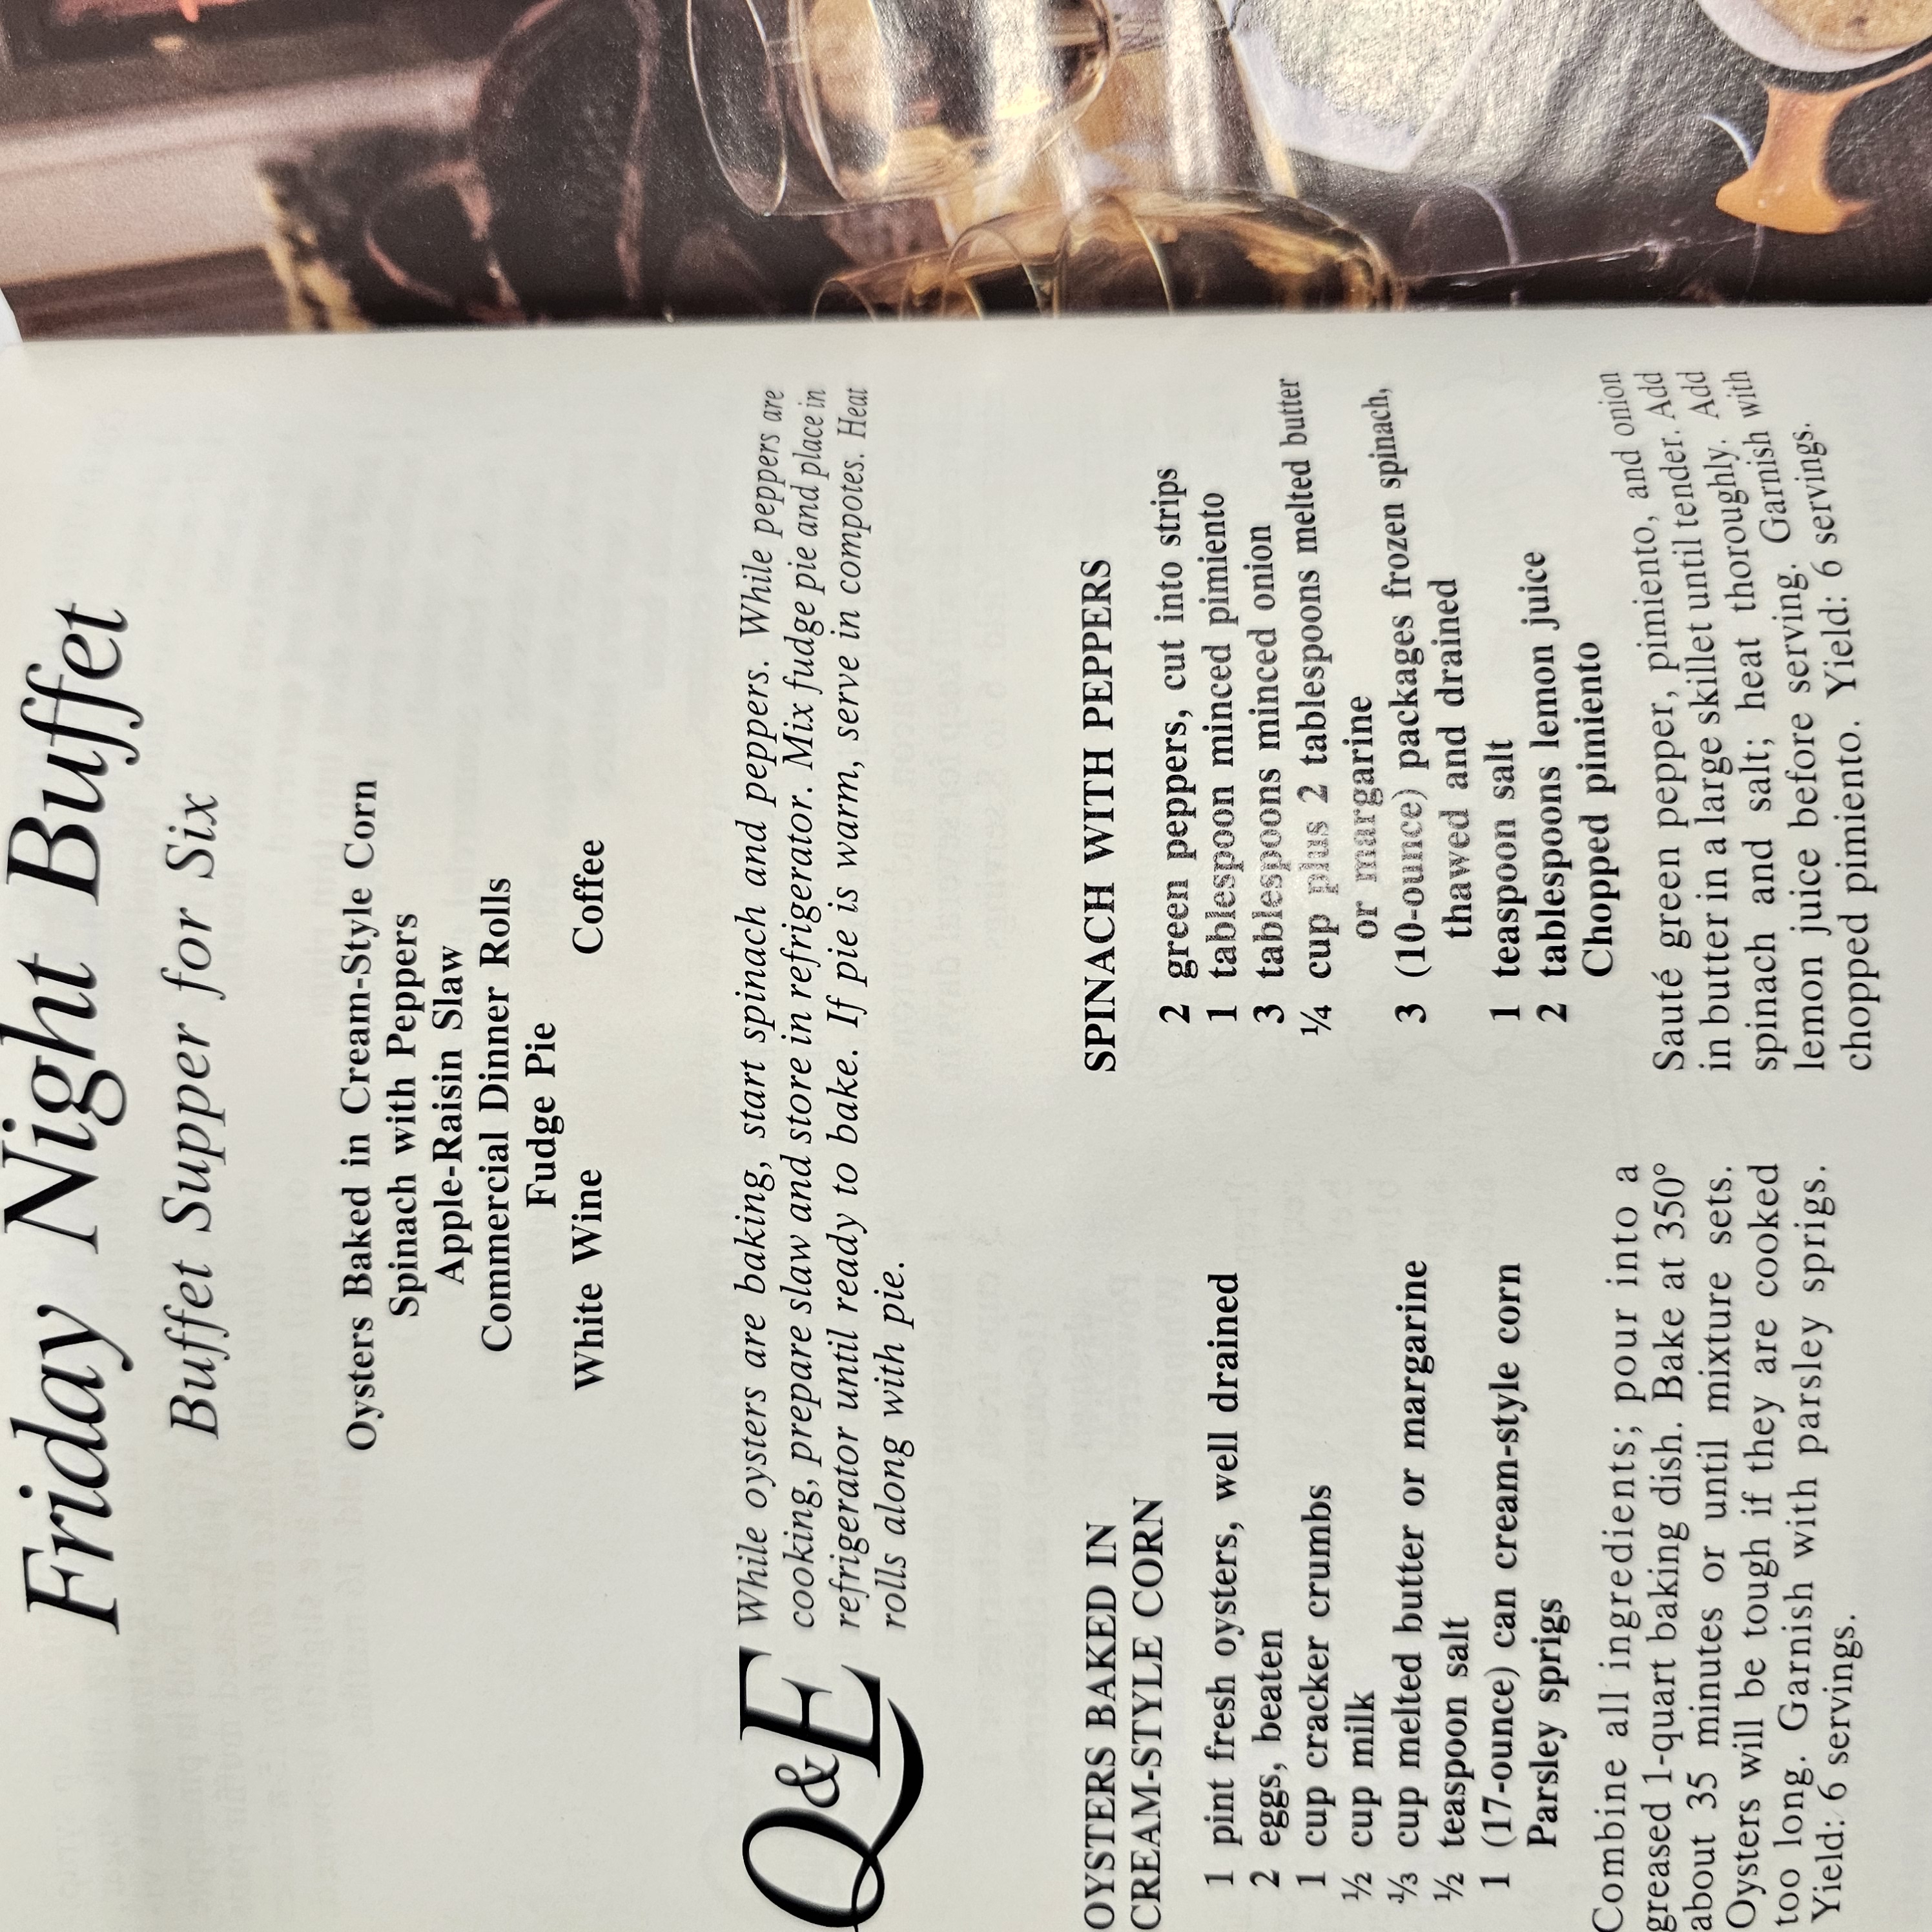 Friday Night Buffet
Buffet Supper for Six
Oysters Baked in Cream-Style Corn
Spinach with Peppers
Apple-Raisin Slaw
Commercial Dinner Rolls
Fudge Pie
White Wine Coffee
Q&E
While oysters are baking, start spinach and peppers. While peppers are
cooking, prepare slaw and store in refrigerator. Mix fudge pie and place in
refrigerator until ready to bake. If pie is warm, serve in compotes. Heat
rolls along with pie.
OYSTERS BAKED IN
CREAM-STYLE CORN
1 pint fresh oysters, well drained
2 eggs, beaten
1 cup cracker crumbs
½ cup milk
⅓ cup melted butter or margarine
½ teaspoon salt
1 (17-ounce) can cream-style corn
Parsley sprigs
Combine all ingredients; pour into a
greased 1-quart baking dish. Bake at 350°
about 35 minutes or until mixture sets.
Oysters will be tough if they are cooked
too long. Garnish with parsley sprigs.
Yield: 6 servings.
SPINACH WITH PEPPERS
2 green peppers, cut into strips
1 tablespoon minced pimiento
3 tablespoons minced onion
¼ cup plus 2 tablespoons melted butter
or margarine
3 (10-ounce) packages frozen spinach,
thawed and drained
1 teaspoon salt
2 tablespoons lemon juice
Chopped pimiento
Sauté green pepper, pimiento, and onion
in butter in a large skillet until tender. Add
spinach and salt; heat thoroughly. Add
lemon juice before serving. Garnish with
chopped pimiento. Yield: 6 servings.